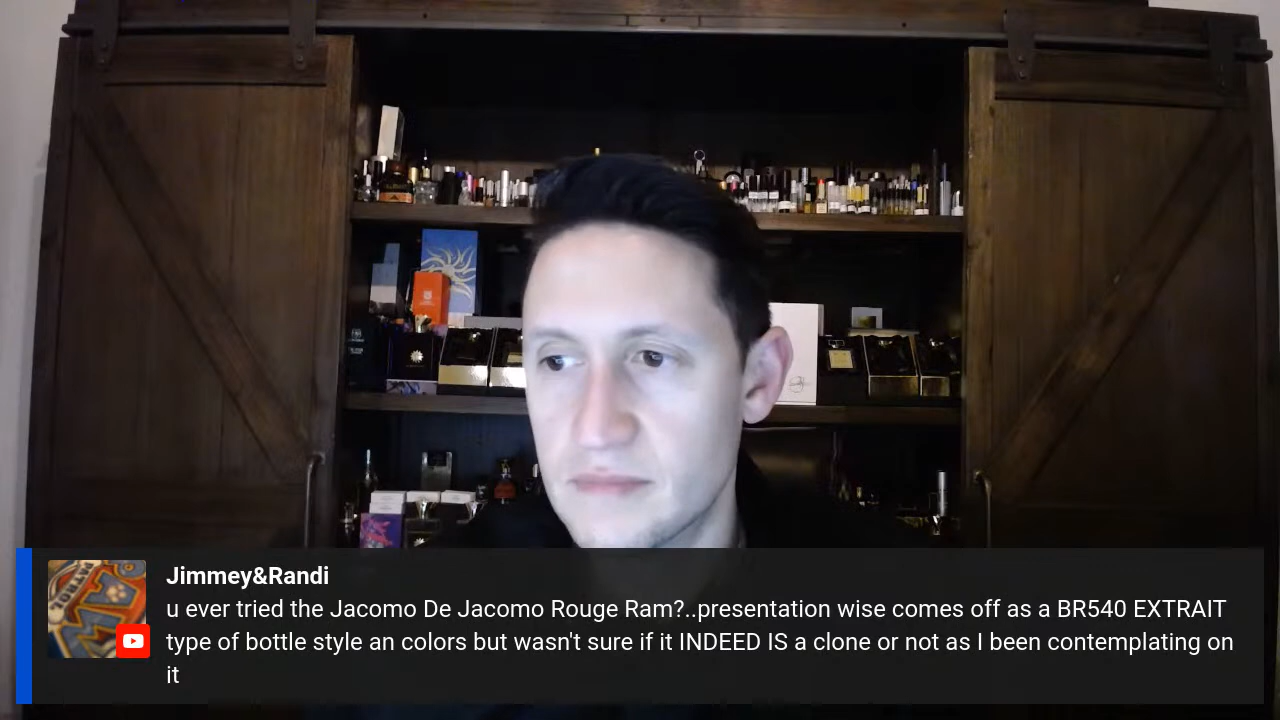 Jimmey&Randi
u ever tried the Jacomo De Jacomo Rouge Ram?..presentation wise comes off as a BR540 EXTRAIT
type of bottle style an colors but wasn't sure if it INDEED IS a clone or not as I been contemplating on
it
PATROL